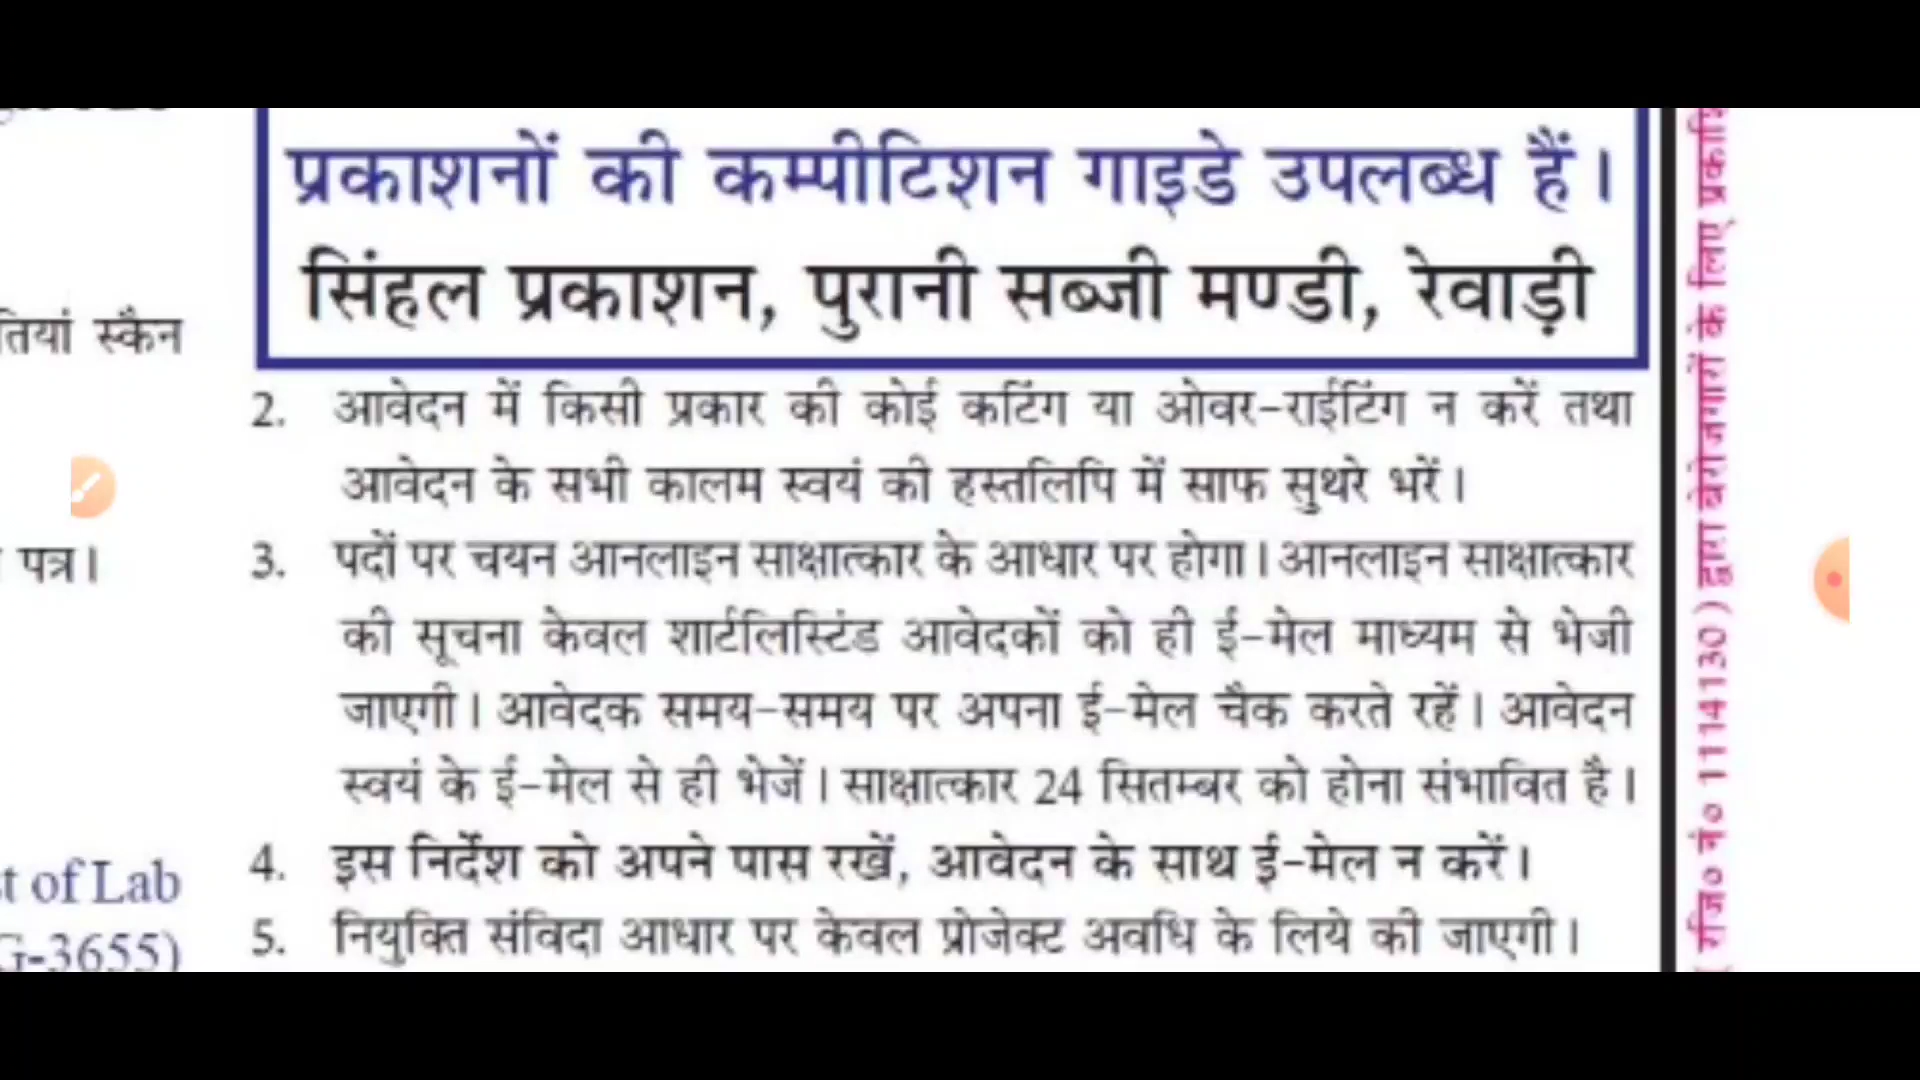 प्रकाशनों की कम्पीटिशन गाइडे उपलब्ध हैं।
सिंहल प्रकाशन, पुरानी सब्जी मण्डी, रेवाड़ी
स्कैन
2. आवेदन में किसी प्रकार की कोई कटिंग या ओवर-राईटिंग न करें तथा
आवेदन के सभी कालम स्वयं की हस्तलिपि में साफ सुथरे भरें।
पत्र।
3. पदों पर चयन आनलाइन साक्षात्कार के आधार पर होगा। आनलाइन साक्षात्कार
की सूचना केवल शार्टलिस्टिंड आवेदकों को ही ई-मेल माध्यम से भेजी
जाएगी। आवेदक समय-समय पर अपना ई-मेल चैक करते रहें। आवेदन
स्वयं के ई-मेल से ही भेजें। साक्षात्कार 24 सितम्बर को होना संभावित है।
of Lab
4. इस निर्देश को अपने पास रखें, आवेदन के साथ ई-मेल न करें।
G-3655)
5. नियुक्ति संविदा आधार पर केवल प्रोजेक्ट अवधि के लिये की जाएगी।
( रजि० नं० 1114130 ) द्वारा बेरोजगारों के लिए